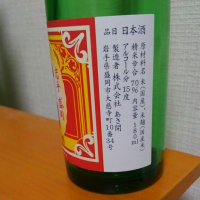 品目 日本酒
原材料名 米(国産)、米麹(国産米)
精米歩合 70% 内容量 180ml
アルコール分 15度
製造者 株式会社 あさ開
岩手県盛岡市大慈寺町10番34号